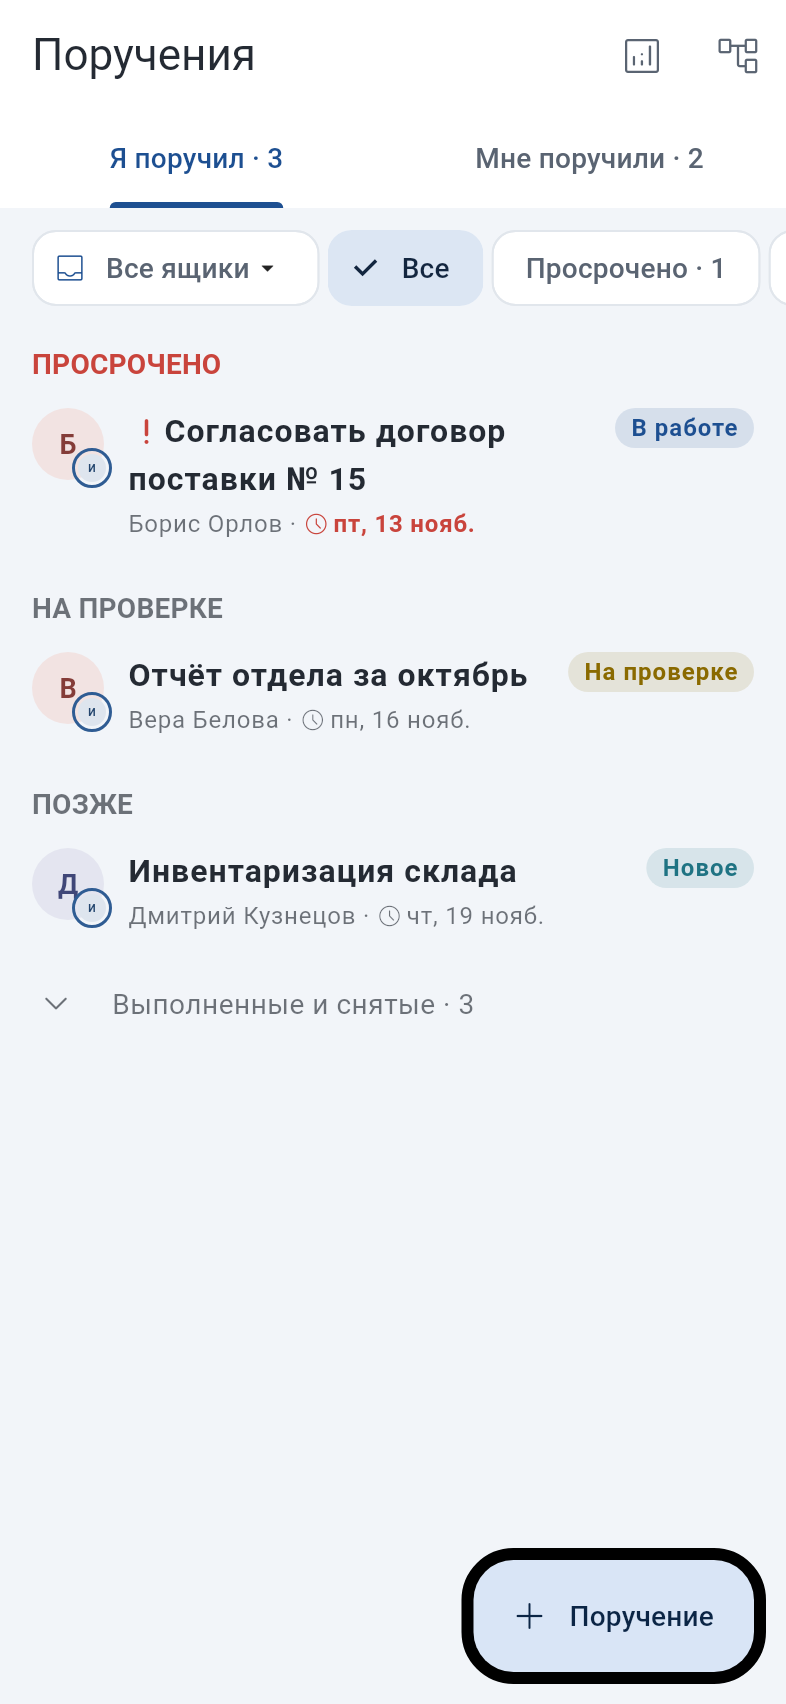 Поручения
Я поручил · 3
Мне поручили · 2
Все ящики
Все
Просрочено · 1
ПРОСРОЧЕНО
Б
и
Согласовать договор
поставки № 15
В работе
Борис Орлов · пт, 13 нояб.
НА ПРОВЕРКЕ
В
и
Отчёт отдела за октябрь
На проверке
Вера Белова · пн, 16 нояб.
ПОЗЖЕ
Д
и
Инвентаризация склада
Новое
Дмитрий Кузнецов · чт, 19 нояб.
Выполненные и снятые · 3
Поручение